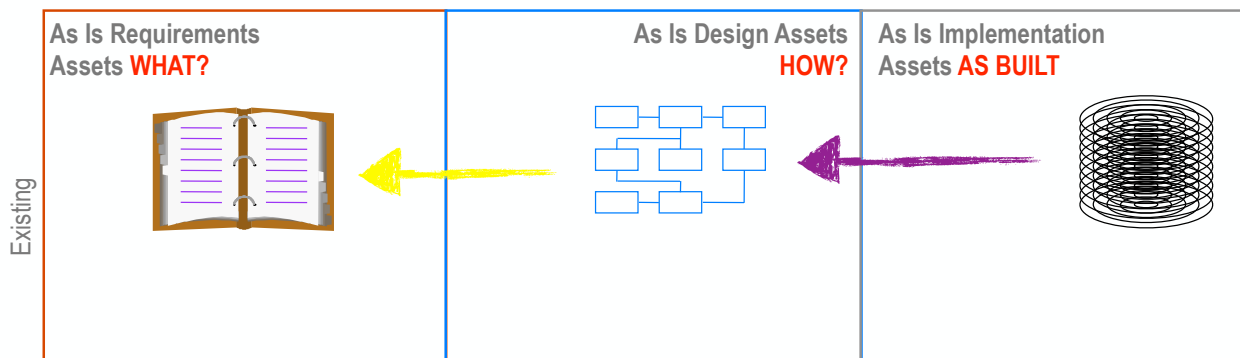 As Is Requirements
Assets WHAT?
As Is Design Assets
HOW?
As Is Implementation
Assets AS BUILT
Existing